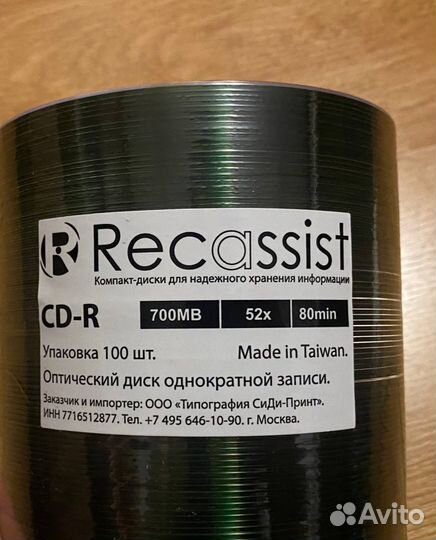 Recassist
Компакт-диски для надежного хранения информации
CD-R 700MB 52x 80min
Упаковка 100 шт. Made in Taiwan.
Оптический диск однократной записи.
Заказчик и импортер: ООО «Типография СиДи-Принт».
ИНН 7716512877. Тел. +7 495 646-10-90. г. Москва.
Avito